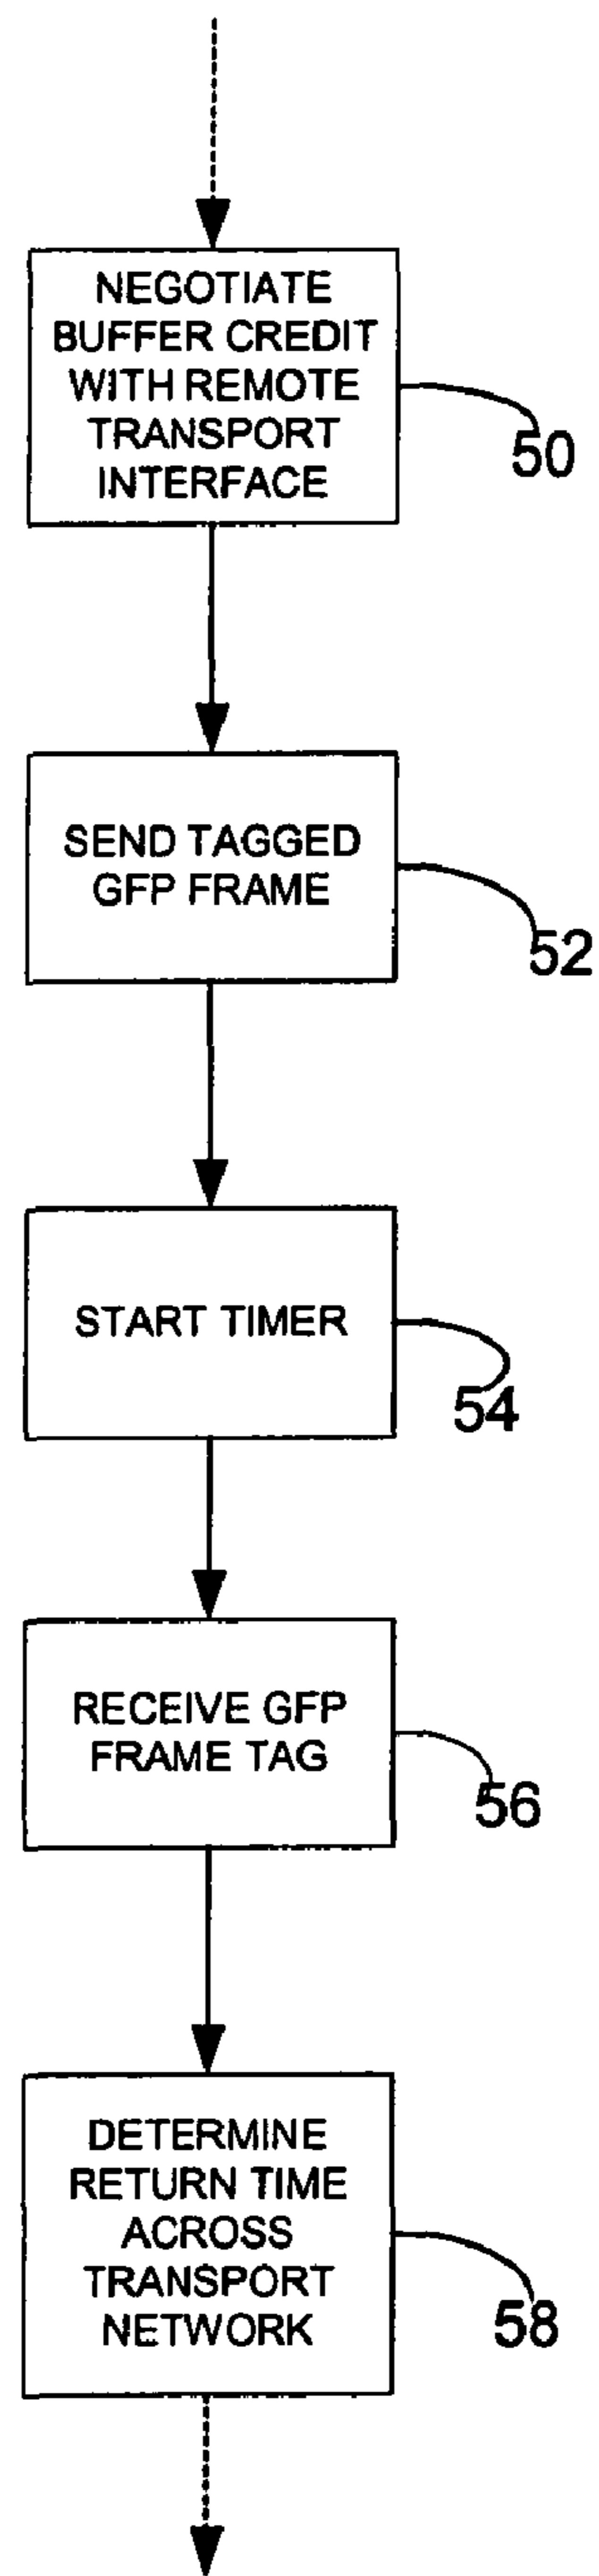 NEGOTIATE
BUFFER CREDIT
WITH REMOTE
TRANSPORT
INTERFACE
50
SEND TAGGED
GFP FRAME
52
START TIMER
54
RECEIVE GFP
FRAME TAG
56
DETERMINE
RETURN TIME
ACROSS
TRANSPORT
NETWORK
58